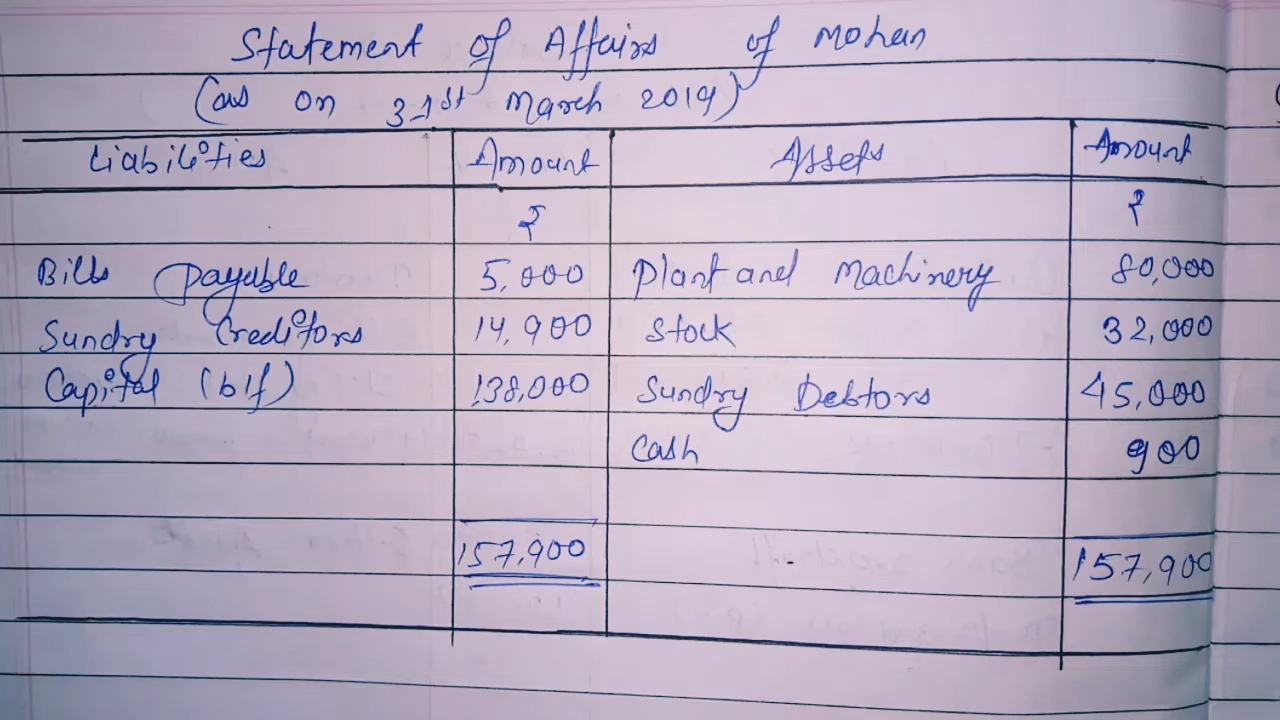 Statement of Affairs of Mohan
(as on 31st March 2019)
Liabilities Amount Assets Amount
₹ ₹
Bills payable 5,000 Plant and Machinery 80,000
Sundry Creditors 14,900 Stock 32,000
Capital (b/f) 138,000 Sundry Debtors 45,000
Cash 900
157,900 157,900